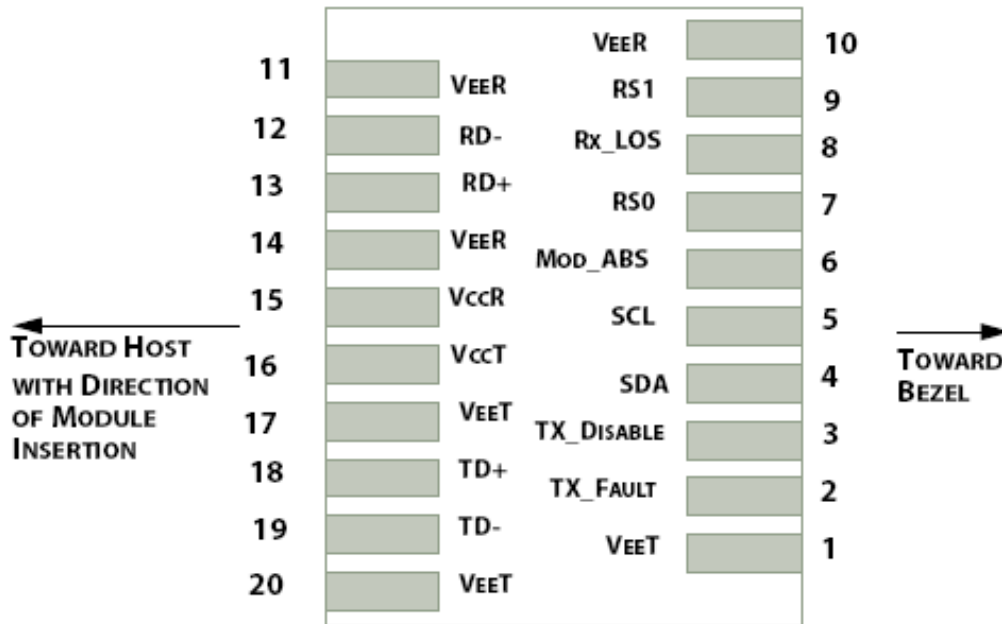 10 VEER
11 VEER
RS1 9
12 RD-
Rx_LOS 8
13 RD+
RS0 7
14 VEER
MOD_ABS 6
15 VCCR
SCL 5
TOWARD HOST
WITH DIRECTION
OF MODULE
INSERTION
TOWARD
BEZEL
16 VCCT
SDA 4
17 VEET
TX_DISABLE 3
18 TD+
TX_FAULT 2
19 TD-
VEET 1
20 VEET